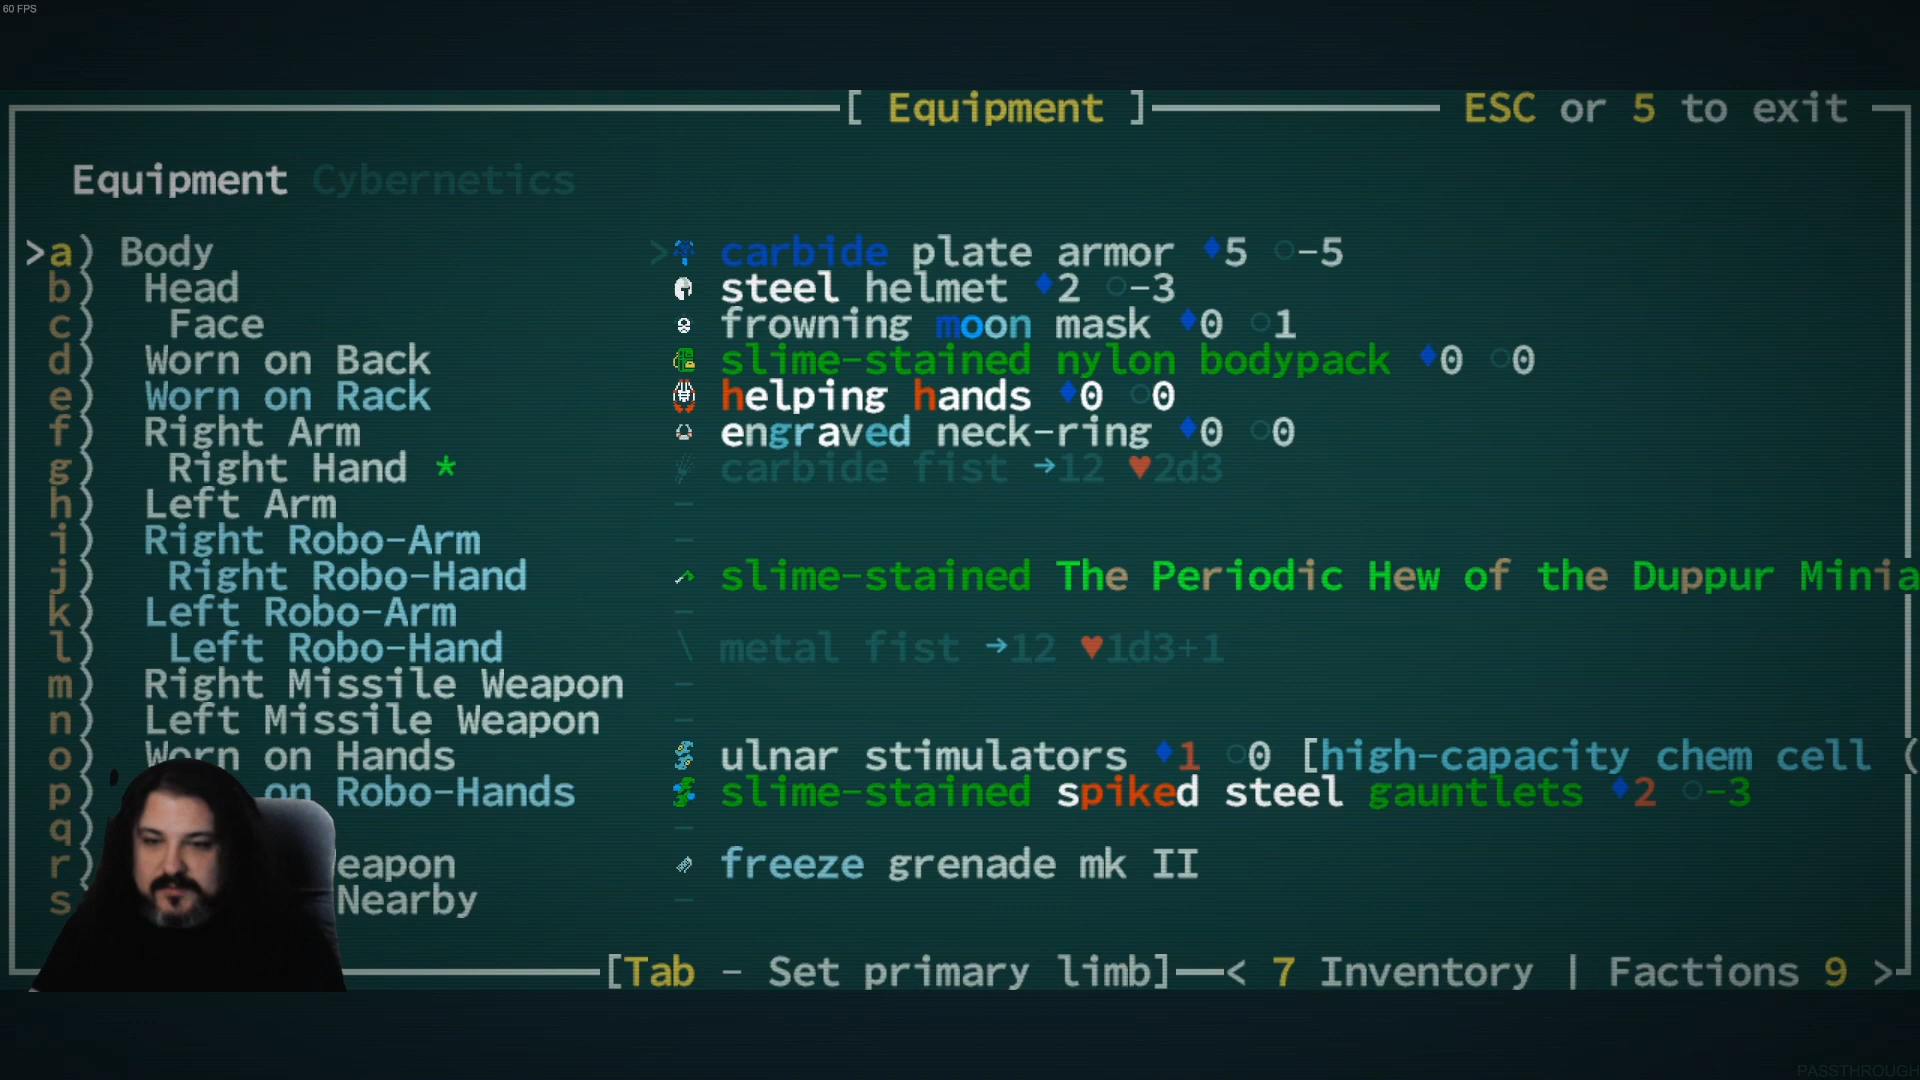 60 FPS
[ Equipment ] ESC or 5 to exit
Equipment Cybernetics
>a) Body > carbide plate armor ♦5 ○-5
b) Head steel helmet ♦2 ○-3
c) Face frowning moon mask ♦0 ○1
d) Worn on Back slime-stained nylon bodypack ♦0 ○0
e) Worn on Rack helping hands ♦0 ○0
f) Right Arm engraved neck-ring ♦0 ○0
g) Right Hand * carbide fist →12 ♥2d3
h) Left Arm -
i) Right Robo-Arm -
j) Right Robo-Hand slime-stained The Periodic Hew of the Duppur Minia
k) Left Robo-Arm -
l) Left Robo-Hand \ metal fist →12 ♥1d3+1
m) Right Missile Weapon -
n) Left Missile Weapon -
o) Worn on Hands ulnar stimulators ♦1 ○0 [high-capacity chem cell (
p) on Robo-Hands slime-stained spiked steel gauntlets ♦2 ○-3
q) -
r) eapon freeze grenade mk II
s Nearby -
[Tab - Set primary limb] < 7 Inventory | Factions 9 >
PASSTHROUGH